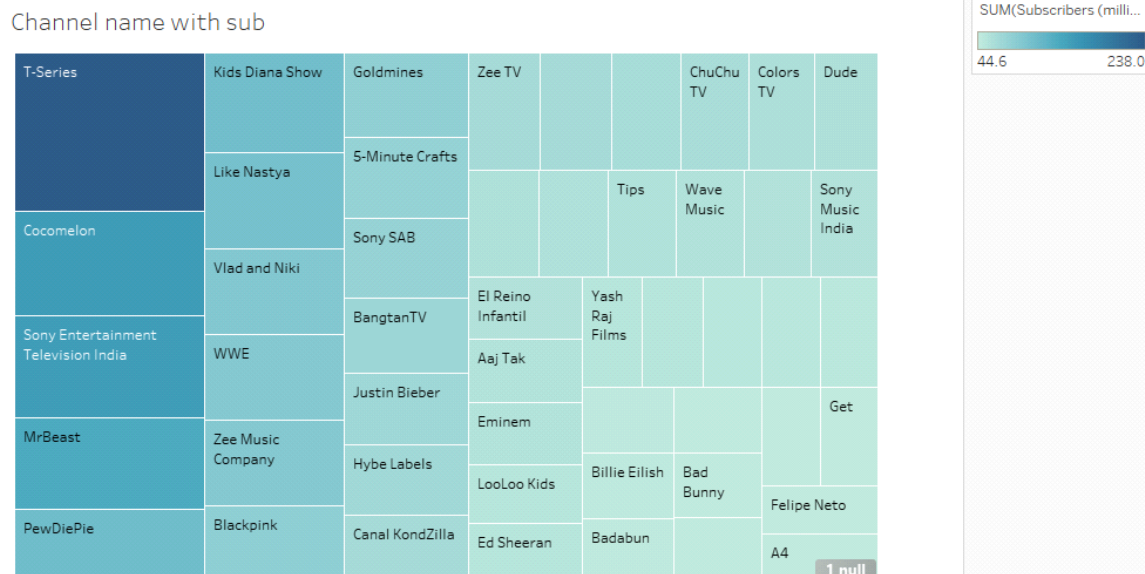 Channel name with sub
SUM(Subscribers (milli...
44.6
238.0
T-Series
Cocomelon
Sony Entertainment
Television India
MrBeast
PewDiePie
Kids Diana Show
Like Nastya
Vlad and Niki
WWE
Zee Music
Company
Blackpink
Goldmines
5-Minute Crafts
Sony SAB
BangtanTV
Justin Bieber
Hybe Labels
Canal KondZilla
Zee TV
ChuChu
TV
Colors
TV
Dude
Tips
Wave
Music
Sony
Music
India
El Reino
Infantil
Aaj Tak
Eminem
LooLoo Kids
Ed Sheeran
Yash
Raj
Films
Billie Eilish
Badabun
Bad
Bunny
Get
Felipe Neto
A4
1 null